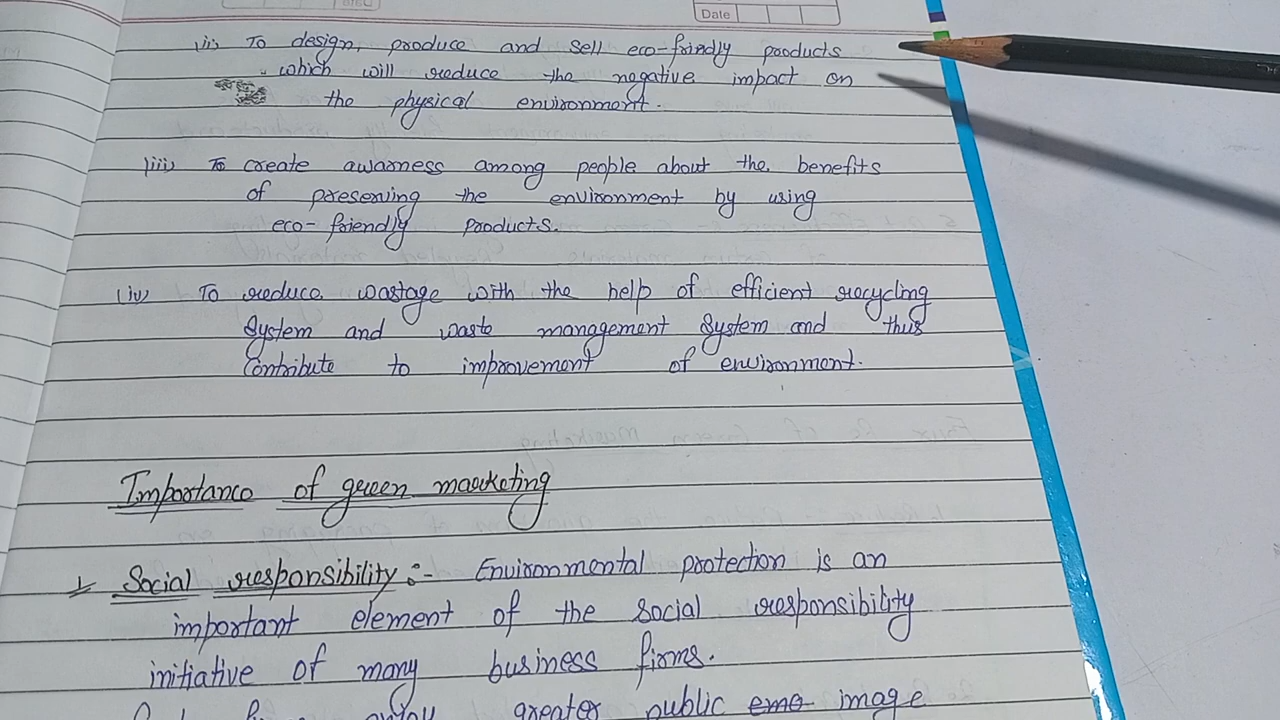 Date
(ii) To design, produce and sell eco-friendly products
which will reduce the negative impact on
the physical environment.
(iii) To create awarness among people about the benefits
of preserving the environment by using
eco-friendly products.
(iv) To reduce wastage with the help of efficient recycling
system and waste management system and thus
Contribute to improvement of environment.
Importance of green marketing
1. Social responsibility :- Environmental protection is an
important element of the social responsibility
initiative of many business firms.
enjoy greater public image